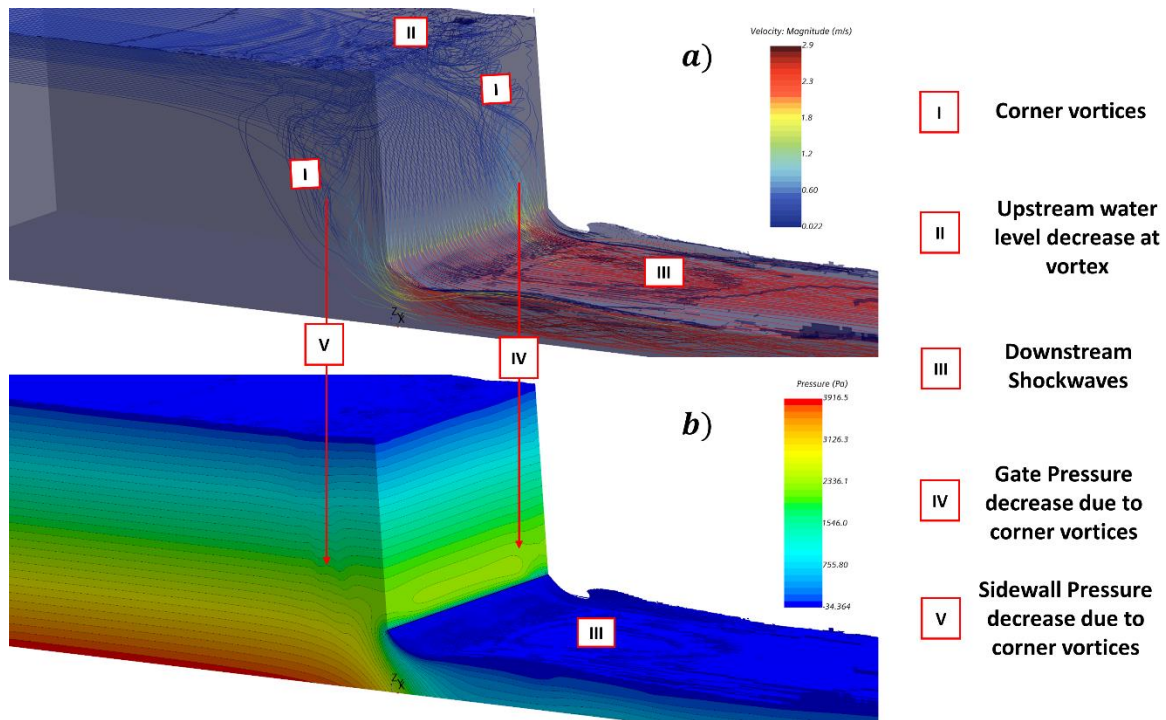 II
a)
Velocity: Magnitude (m/s)
2.9
2.3
1.8
1.2
0.60
0.022
I
I
III
Z
X
V
IV
b)
Pressure (Pa)
3916.5
3126.3
2336.1
1546.0
755.80
-34.364
III
Z
X
I
Corner vortices
II
Upstream water
level decrease at
vortex
III
Downstream
Shockwaves
IV
Gate Pressure
decrease due to
corner vortices
V
Sidewall Pressure
decrease due to
corner vortices